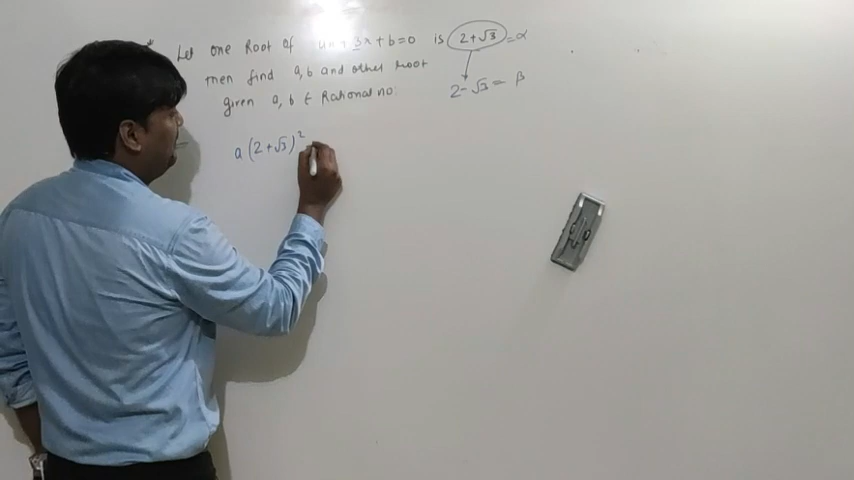 * Let one Root of 3x + b = 0 is 2+√3 = α
then find a, b and other root 2-√3 = β
given a, b ∈ Rational no.
a(2+√3)²